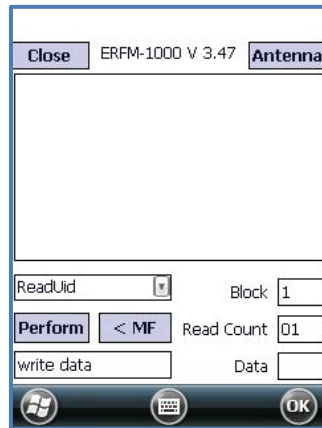 Close ERFM-1000 V 3.47 Antenna
ReadUid Block 1
Perform < MF Read Count 01
write data Data
OK